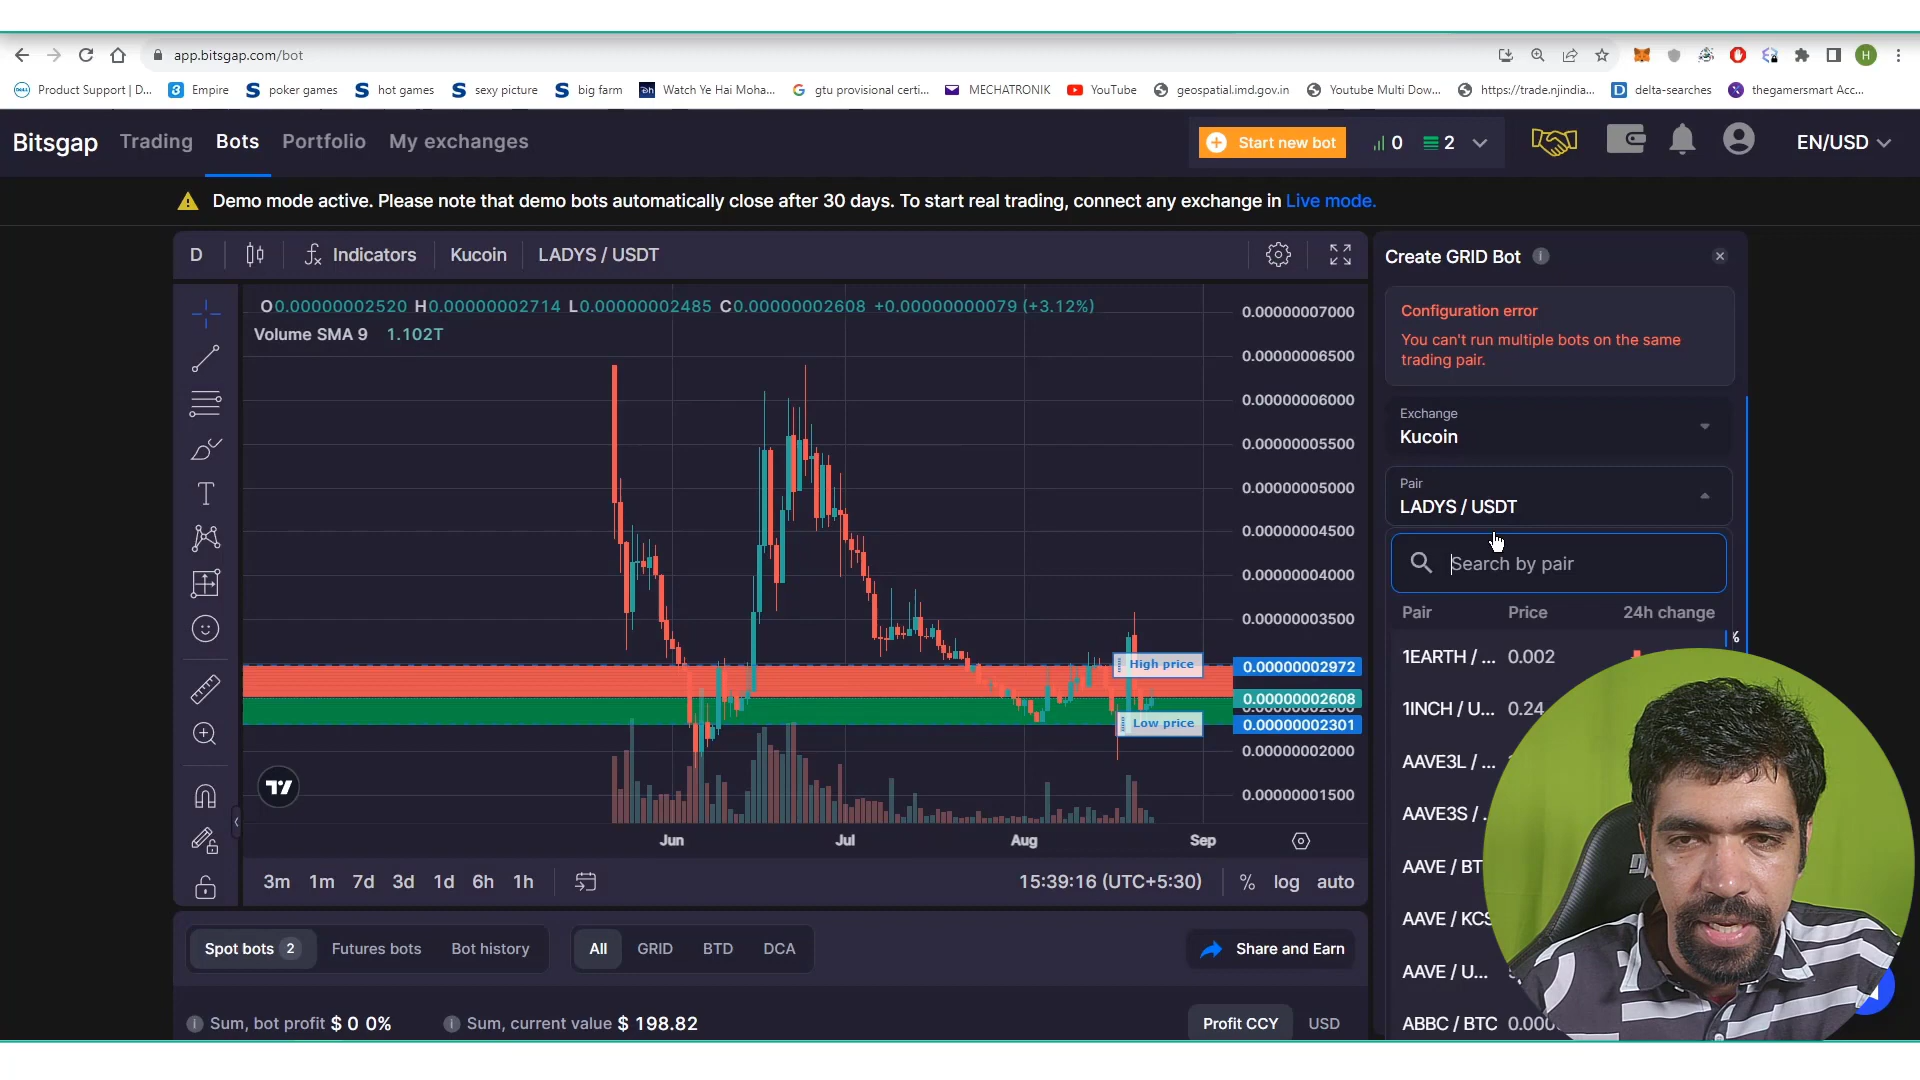 app.bitsgap.com/bot
Product Support | D...
Empire
poker games
hot games
sexy picture
big farm
Watch Ye Hai Moha...
gtu provisional certi...
MECHATRONIK
YouTube
geospatial.imd.gov.in
Youtube Multi Dow...
https://trade.njindia...
delta-searches
thegamersmart Acc...
H
Bitsgap
Trading
Bots
Portfolio
My exchanges
Start new bot
0
2
EN/USD
Demo mode active. Please note that demo bots automatically close after 30 days. To start real trading, connect any exchange in Live mode.
D
Indicators
Kucoin
LADYS / USDT
O0.00000002520 H0.00000002714 L0.00000002485 C0.00000002608 +0.00000000079 (+3.12%)
Volume SMA 9 1.102T
0.00000007000
0.00000006500
0.00000006000
0.00000005500
0.00000005000
0.00000004500
0.00000004000
0.00000003500
High price
0.00000002972
0.00000002608
Low price
0.00000002301
0.00000002000
0.00000001500
Jun
Jul
Aug
Sep
3m
1m
7d
3d
1d
6h
1h
15:39:16 (UTC+5:30)
%
log
auto
Create GRID Bot
Configuration error
You can't run multiple bots on the same
trading pair.
Exchange
Kucoin
Pair
LADYS / USDT
Search by pair
Pair Price 24h change
%
1EARTH / ... 0.002
1INCH / U... 0.24
AAVE3L / ...
AAVE3S / .
AAVE / BT
AAVE / KCS
AAVE / U...
ABBC / BTC 0.000
Spot bots 2
Futures bots
Bot history
All
GRID
BTD
DCA
Share and Earn
Sum, bot profit $ 0 0%
Sum, current value $ 198.82
Profit CCY
USD